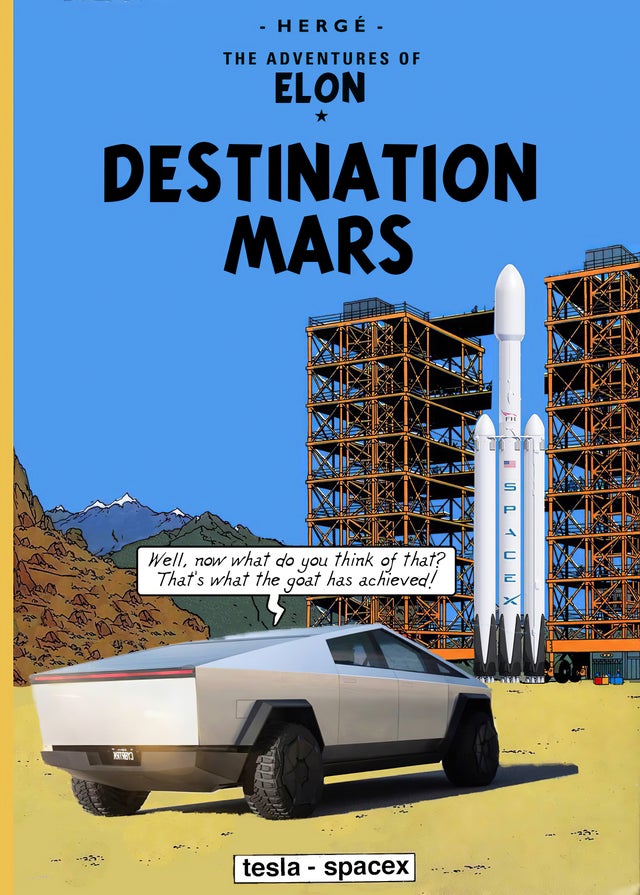 - HERGÉ -
THE ADVENTURES OF
ELON
DESTINATION
MARS
FH
SPACEX
Well, now what do you think of that?
That's what the goat has achieved!
tesla - spacex